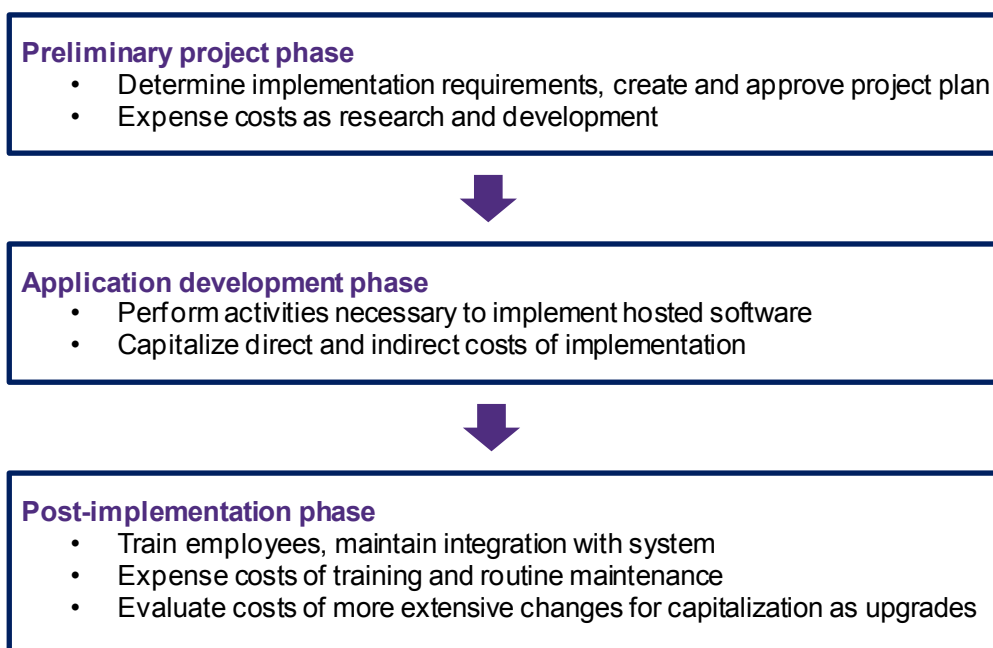 Preliminary project phase
• Determine implementation requirements, create and approve project plan
• Expense costs as research and development
Application development phase
• Perform activities necessary to implement hosted software
• Capitalize direct and indirect costs of implementation
Post-implementation phase
• Train employees, maintain integration with system
• Expense costs of training and routine maintenance
• Evaluate costs of more extensive changes for capitalization as upgrades